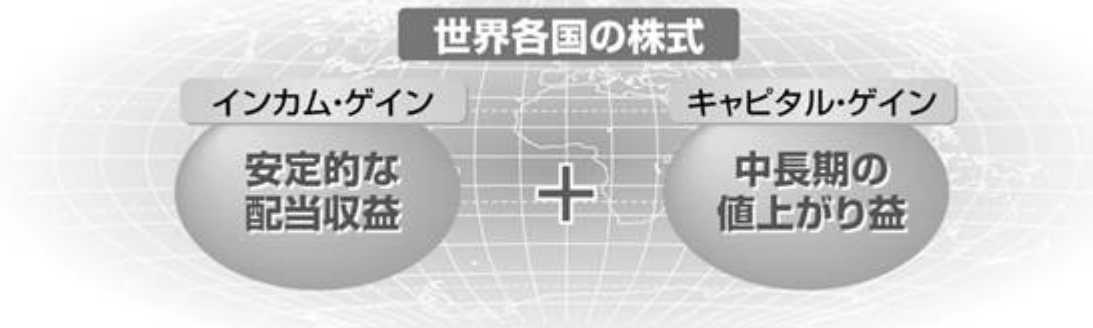 世界各国の株式
インカム・ゲイン
安定的な
配当収益
＋
キャピタル・ゲイン
中長期の
値上がり益